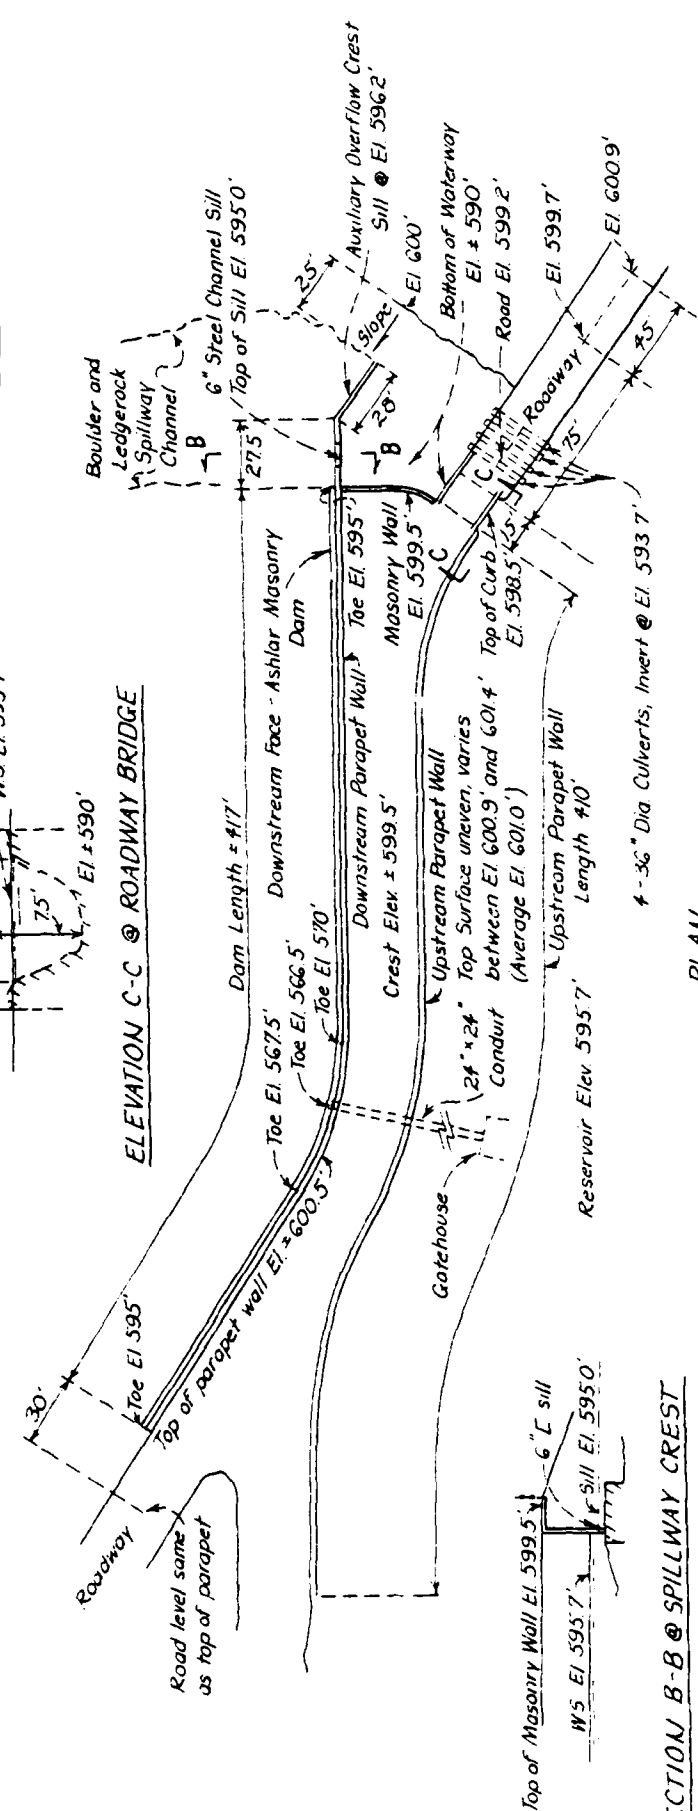 W.S. El. 595.7'
75'
El. ± 590'
ELEVATION C-C @ ROADWAY BRIDGE
Boulder and
Ledgerock
Spillway
Channel
B
27.5'
6" Steel Channel Sill
Top of Sill El. 595.0'
Auxiliary Overflow Crest
Sill @ El. 596.2'
25'
Slope
El. 600'
28'
B
Bottom of Waterway
El. ± 590'
Road El. 599.2'
El. 599.7'
El. 600.9'
Roadway
45'
75'
15'
C
C
Top of Curb
El. 598.5'
4-36" Dia. Culverts, Invert @ El. 593.7'
Masonry Wall
El. 599.5'
Toe El. 595'
Dam Length ± 417'
Downstream Face - Ashlar Masonry
Dam
Downstream Parapet Wall
Crest Elev. ± 599.5'
Upstream Parapet Wall
Top Surface uneven, varies
between El. 600.9' and 601.4'
(Average El. 601.0')
Upstream Parapet Wall
Length 410'
Toe El. 567.5'
Toe El. 566.5'
Toe El. 570'
24" x 24"
Conduit
Gatehouse
Reservoir Elev. 595.7'
30'
Toe El. 595'
Top of parapet wall El. ± 600.5'
Roadway
Road level same
as top of parapet
PLAN
Top of Masonry Wall El. 599.5'
6" [ sill
W.S. El. 595.7'
Sill El. 595.0'
SECTION B-B @ SPILLWAY CREST